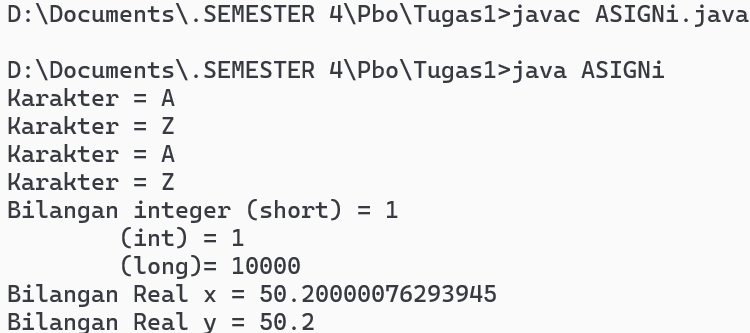 D:\Documents\.SEMESTER 4\Pbo\Tugas1>javac ASIGNi.java
D:\Documents\.SEMESTER 4\Pbo\Tugas1>java ASIGNi
Karakter = A
Karakter = Z
Karakter = A
Karakter = Z
Bilangan integer (short) = 1
        (int) = 1
        (long)= 10000
Bilangan Real x = 50.20000076293945
Bilangan Real y = 50.2